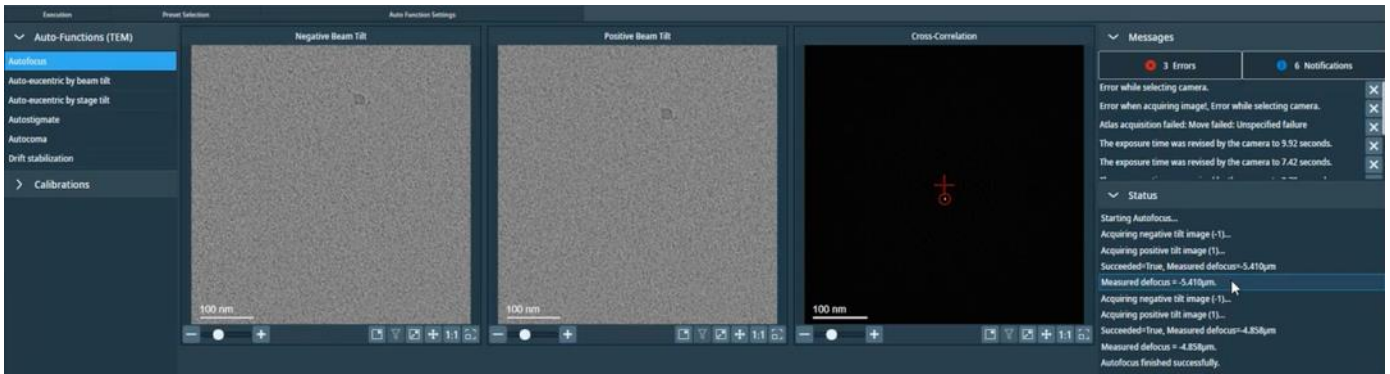 Execution
Preset Selection
Auto Function Settings
Auto-Functions (TEM)
Autofocus
Auto-eucentric by beam tilt
Auto-eucentric by stage tilt
Autostigmate
Autocoma
Drift stabilization
Calibrations
Negative Beam Tilt
100 nm
1:1
Positive Beam Tilt
100 nm
1:1
Cross-Correlation
100 nm
1:1
Messages
3 Errors
6 Notifications
Error while selecting camera.
Error when acquiring image!, Error while selecting camera.
Atlas acquisition failed: Move failed: Unspecified failure
The exposure time was revised by the camera to 9.92 seconds.
The exposure time was revised by the camera to 7.42 seconds.
Status
Starting Autofocus...
Acquiring negative tilt image (-1)...
Acquiring positive tilt image (1)...
Succeeded=True, Measured defocus=-5.410μm
Measured defocus = -5.410μm.
Acquiring negative tilt image (-1)...
Acquiring positive tilt image (1)...
Succeeded=True, Measured defocus=-4.858μm
Measured defocus = -4.858μm.
Autofocus finished successfully.